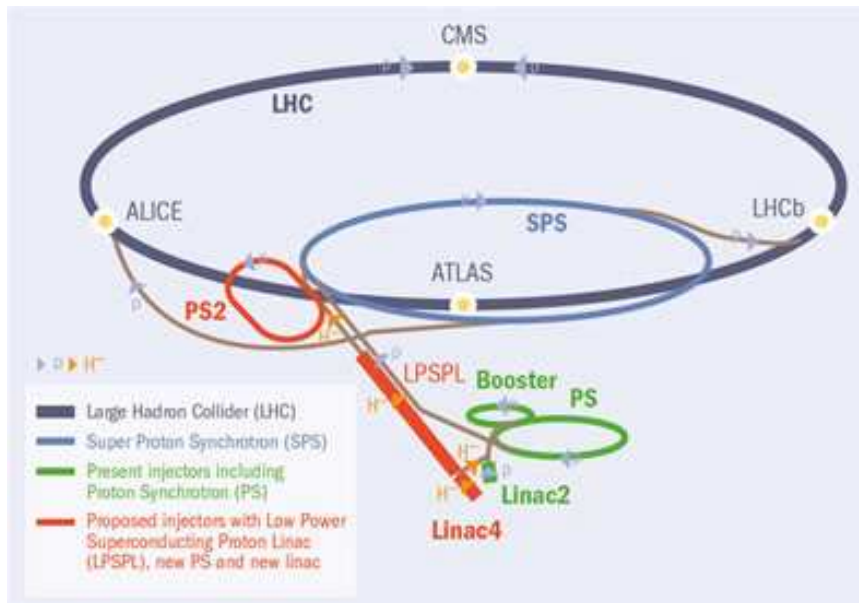 CMS
p
p
LHC
ALICE
LHCb
p
SPS
p
ATLAS
PS2
p
H⁻
p
p H⁻
LPSPL
Booster
PS
H⁻
H⁻
p
Linac2
H⁻
Linac4
Large Hadron Collider (LHC)
Super Proton Synchrotron (SPS)
Present injectors including
Proton Synchrotron (PS)
Proposed injectors with Low Power
Superconducting Proton Linac
(LPSPL), new PS and new linac